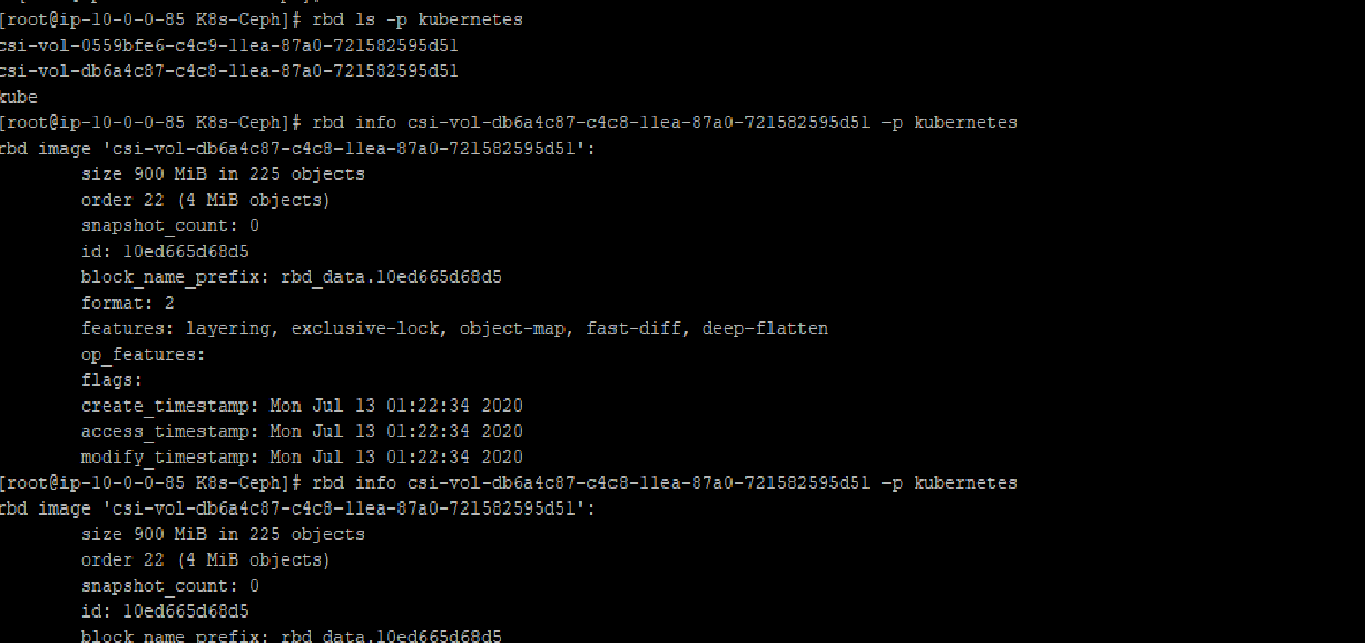 [root@ip-10-0-0-85 K8s-Ceph]# rbd ls -p kubernetes
csi-vol-0559bfe6-c4c9-11ea-87a0-721582595d51
csi-vol-db6a4c87-c4c8-11ea-87a0-721582595d51
kube
[root@ip-10-0-0-85 K8s-Ceph]# rbd info csi-vol-db6a4c87-c4c8-11ea-87a0-721582595d51 -p kubernetes
rbd image 'csi-vol-db6a4c87-c4c8-11ea-87a0-721582595d51':
size 900 MiB in 225 objects
order 22 (4 MiB objects)
snapshot_count: 0
id: 10ed665d68d5
block_name_prefix: rbd_data.10ed665d68d5
format: 2
features: layering, exclusive-lock, object-map, fast-diff, deep-flatten
op_features:
flags:
create_timestamp: Mon Jul 13 01:22:34 2020
access_timestamp: Mon Jul 13 01:22:34 2020
modify_timestamp: Mon Jul 13 01:22:34 2020
[root@ip-10-0-0-85 K8s-Ceph]# rbd info csi-vol-db6a4c87-c4c8-11ea-87a0-721582595d51 -p kubernetes
rbd image 'csi-vol-db6a4c87-c4c8-11ea-87a0-721582595d51':
size 900 MiB in 225 objects
order 22 (4 MiB objects)
snapshot_count: 0
id: 10ed665d68d5
block_name_prefix: rbd_data.10ed665d68d5